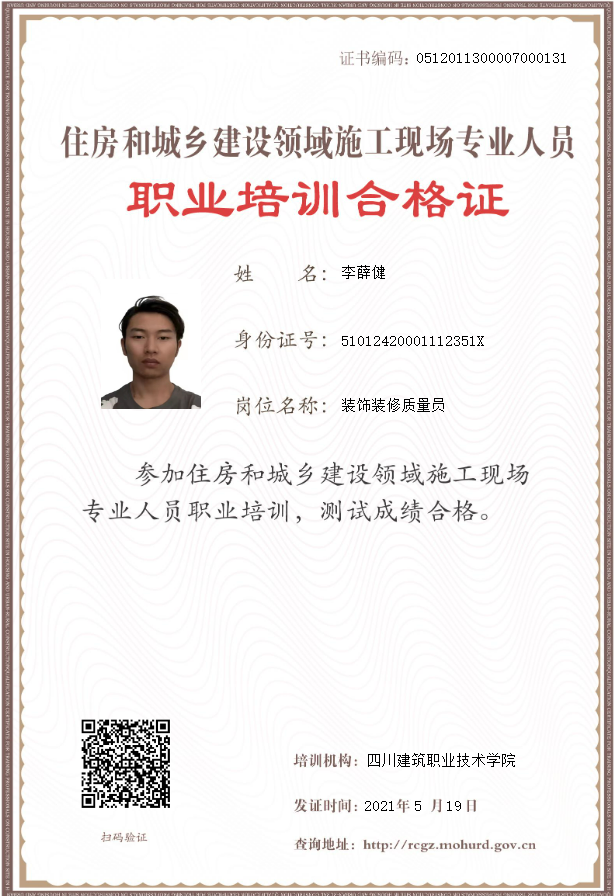 证书编码：0512011300007000131
住房和城乡建设领域施工现场专业人员
职业培训合格证
姓 名：李薛健
身份证号：51012420001112351X
岗位名称：装饰装修质量员
参加住房和城乡建设领域施工现场
专业人员职业培训，测试成绩合格。
培训机构：四川建筑职业技术学院
发证时间：2021年5 月19日
扫码验证
查询地址：http://rcgz.mohurd.gov.cn